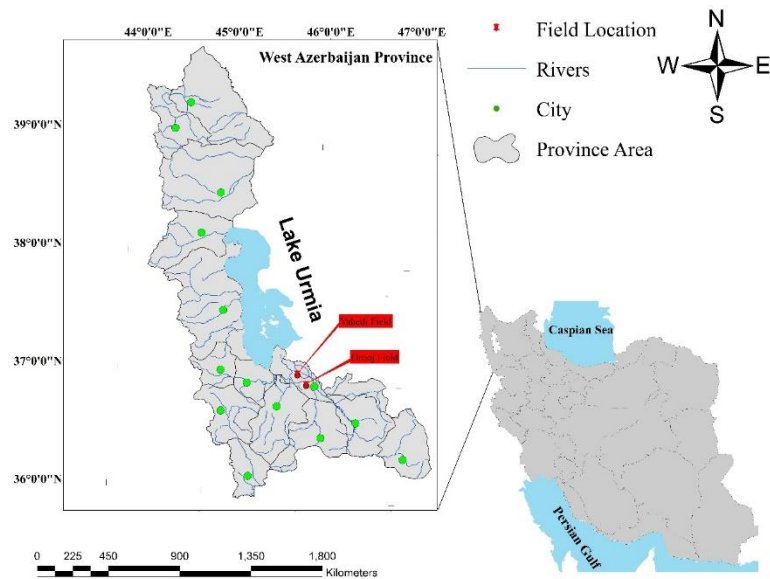 44°0'0"E 45°0'0"E 46°0'0"E 47°0'0"E
West Azerbaijan Province
39°0'0"N
38°0'0"N
37°0'0"N
36°0'0"N
Lake Urmia
Field
Field
Field Location
Rivers
City
Province Area
N
W
E
S
Caspian Sea
Persian Gulf
0 225 450 900 1,350 1,800
Kilometers